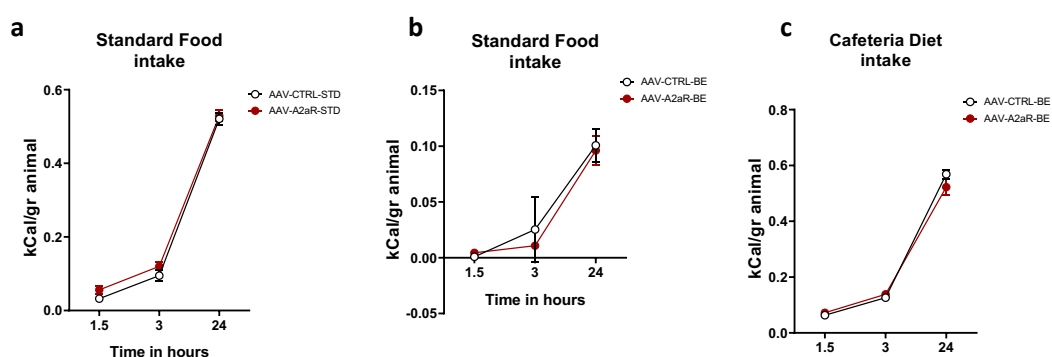 a
Standard Food
intake
AAV-CTRL-STD
AAV-A2aR-STD
kCal/gr animal
0.6
0.4
0.2
0.0
1.5 3 24
Time in hours
b
Standard Food
intake
AAV-CTRL-BE
AAV-A2aR-BE
kCal/gr animal
0.15
0.10
0.05
0.00
-0.05
1.5 3 24
Time in hours
c
Cafeteria Diet
intake
AAV-CTRL-BE
AAV-A2aR-BE
kCal/gr animal
0.8
0.6
0.4
0.2
0.0
1.5 3 24